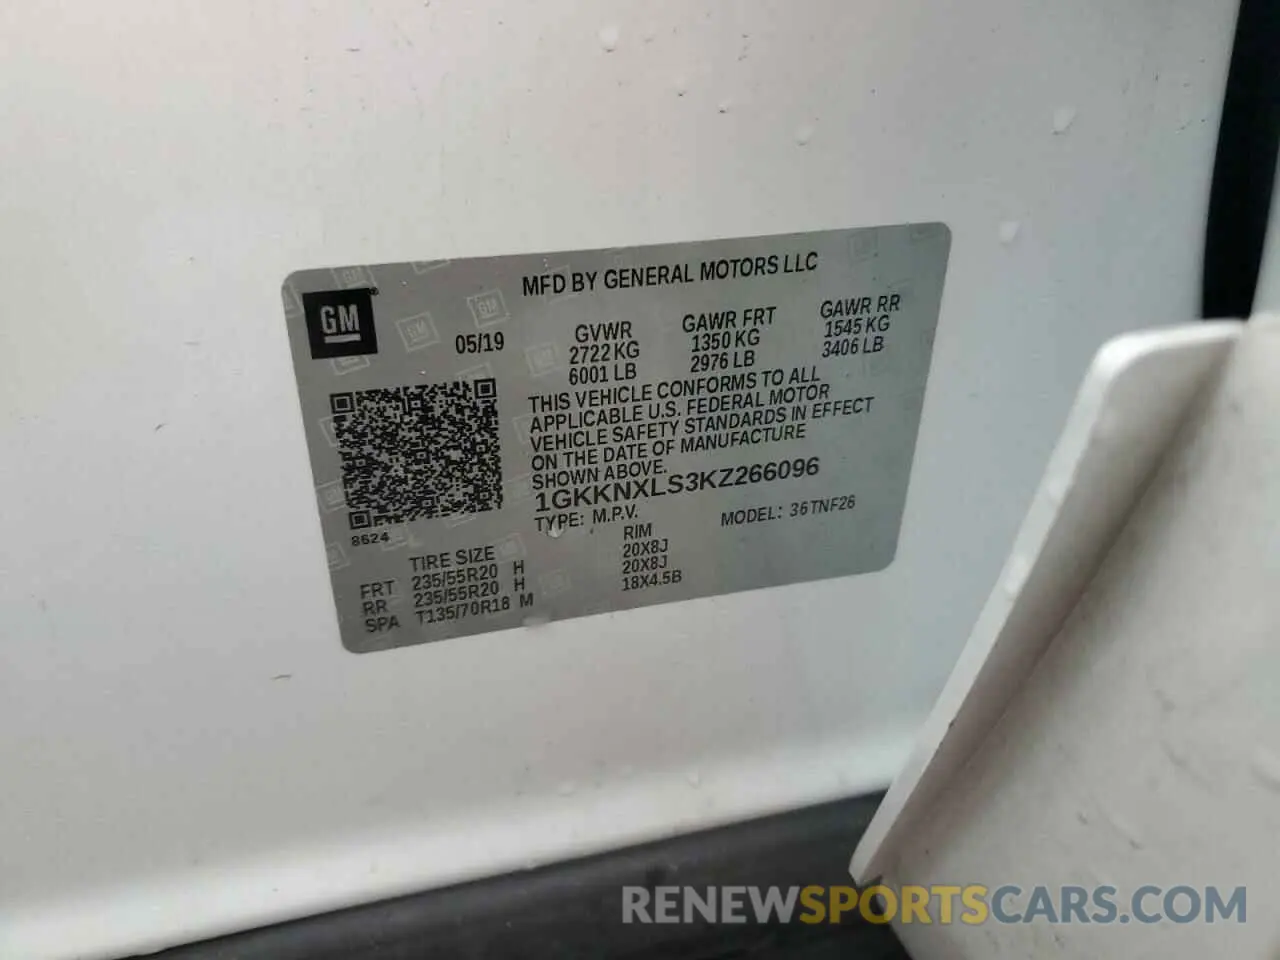 MFD BY GENERAL MOTORS LLC
GM®
05/19
GVWR
2722 KG
6001 LB
GAWR FRT
1350 KG
2976 LB
GAWR RR
1545 KG
3406 LB
THIS VEHICLE CONFORMS TO ALL
APPLICABLE U.S. FEDERAL MOTOR
VEHICLE SAFETY STANDARDS IN EFFECT
ON THE DATE OF MANUFACTURE
SHOWN ABOVE.
1GKKNXLS3KZ266096
TYPE: M.P.V.
MODEL: 36TNF26
8624
TIRE SIZE RIM
FRT 235/55R20 H 20X8J
RR 235/55R20 H 20X8J
SPA T135/70R18 M 18X4.5B
RENEWSPORTSCARS.COM